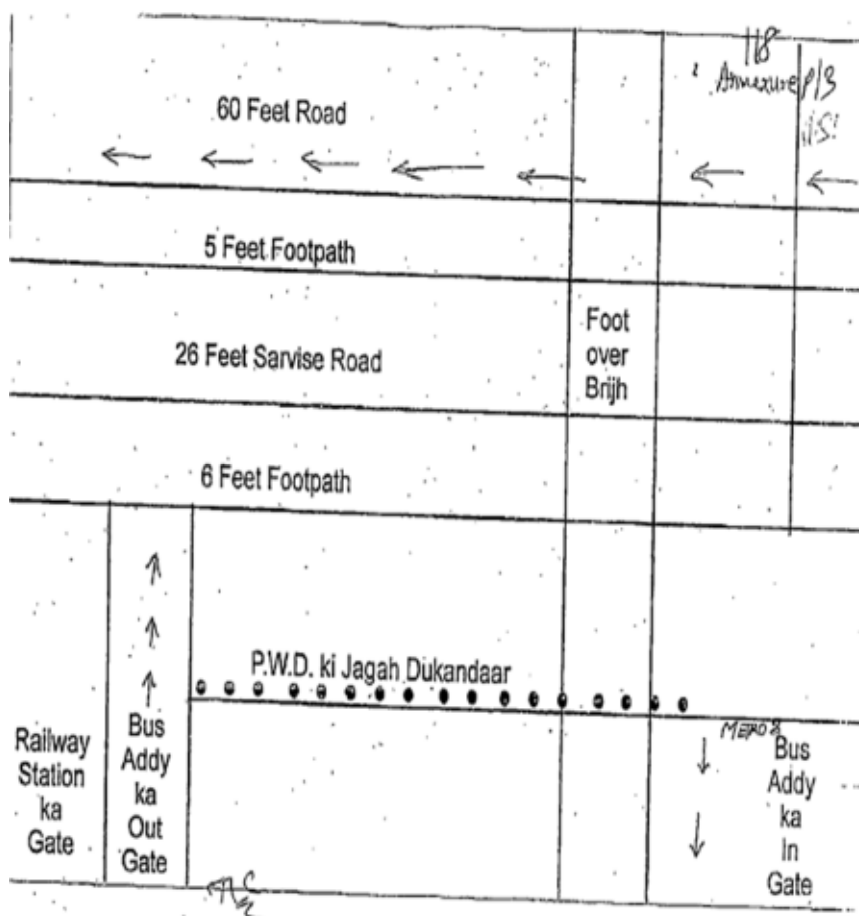 118
Annexure P/3
60 Feet Road
5 Feet Footpath
Foot
over
Brijh
26 Feet Sarvise Road
6 Feet Footpath
P.W.D. ki Jagah Dukandaar
Railway
Station
ka
Gate
Bus
Addy
ka
Out
Gate
Bus
Addy
ka
In
Gate